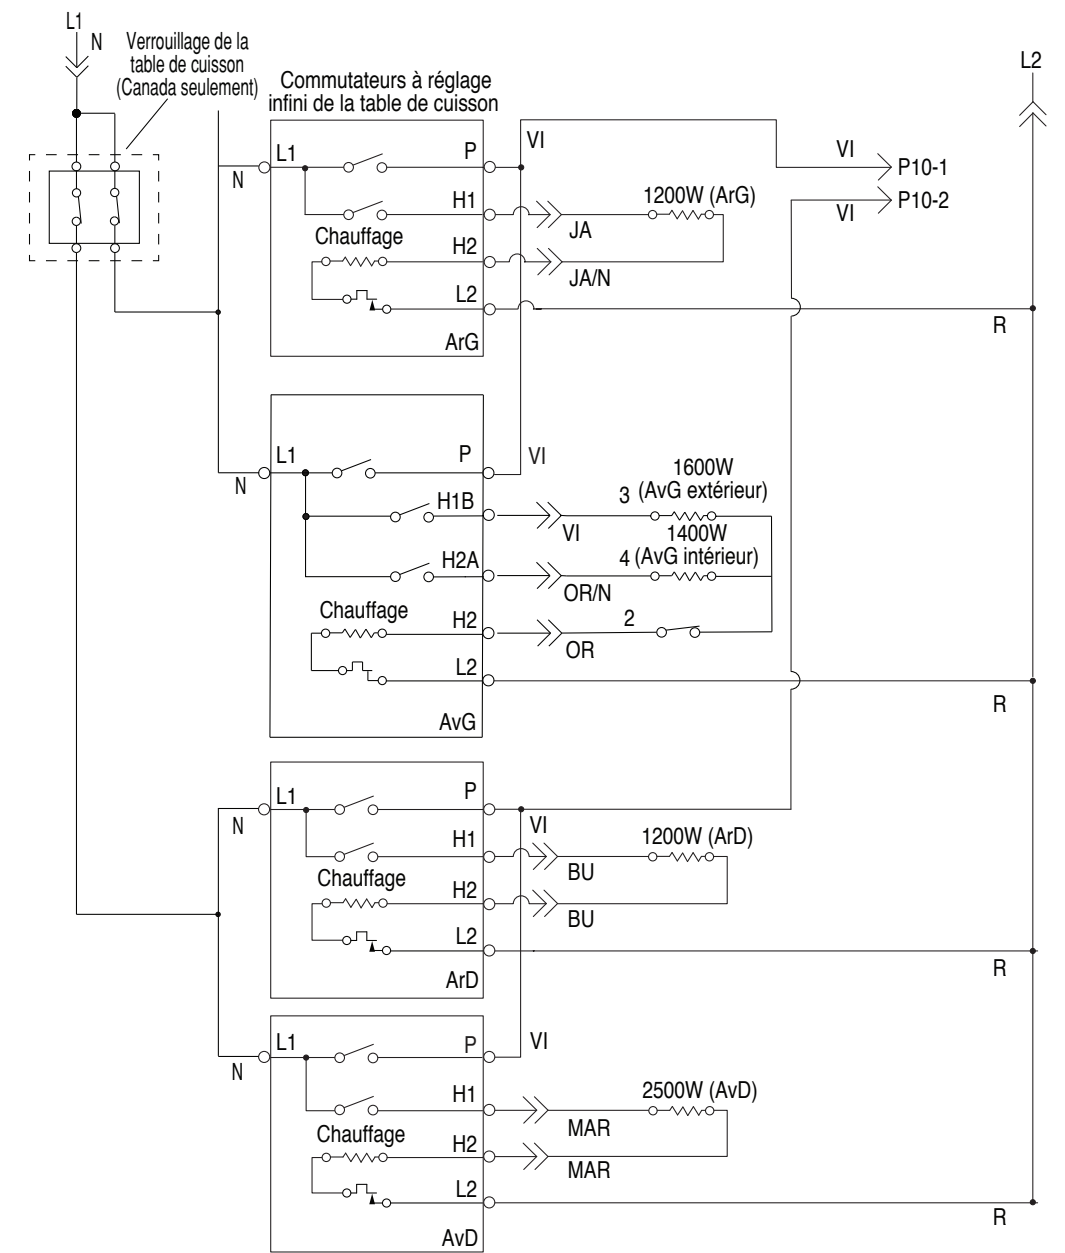 L1
N
Verrouillage de la
table de cuisson
(Canada seulement)
L2
Commutateurs à réglage
infini de la table de cuisson
L1
P
VI
VI
P10-1
N
H1
1200W (ArG)
P10-2
VI
JA
Chauffage
H2
JA/N
L2
R
ArG
L1
P
VI
N
1600W
3 (AvG extérieur)
H1B
VI
1400W
4 (AvG intérieur)
H2A
OR/N
Chauffage
H2
2
OR
L2
R
AvG
L1
P
N
VI
H1
1200W (ArD)
BU
Chauffage
H2
BU
L2
R
ArD
L1
P
VI
N
H1
2500W (AvD)
MAR
Chauffage
H2
MAR
L2
R
AvD